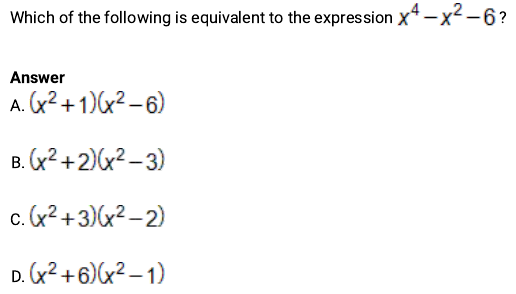 Which of the following is equivalent to the expression x⁴−x²−6?
Answer
A. (x²+1)(x²−6)
B. (x²+2)(x²−3)
C. (x²+3)(x²−2)
D. (x²+6)(x²−1)